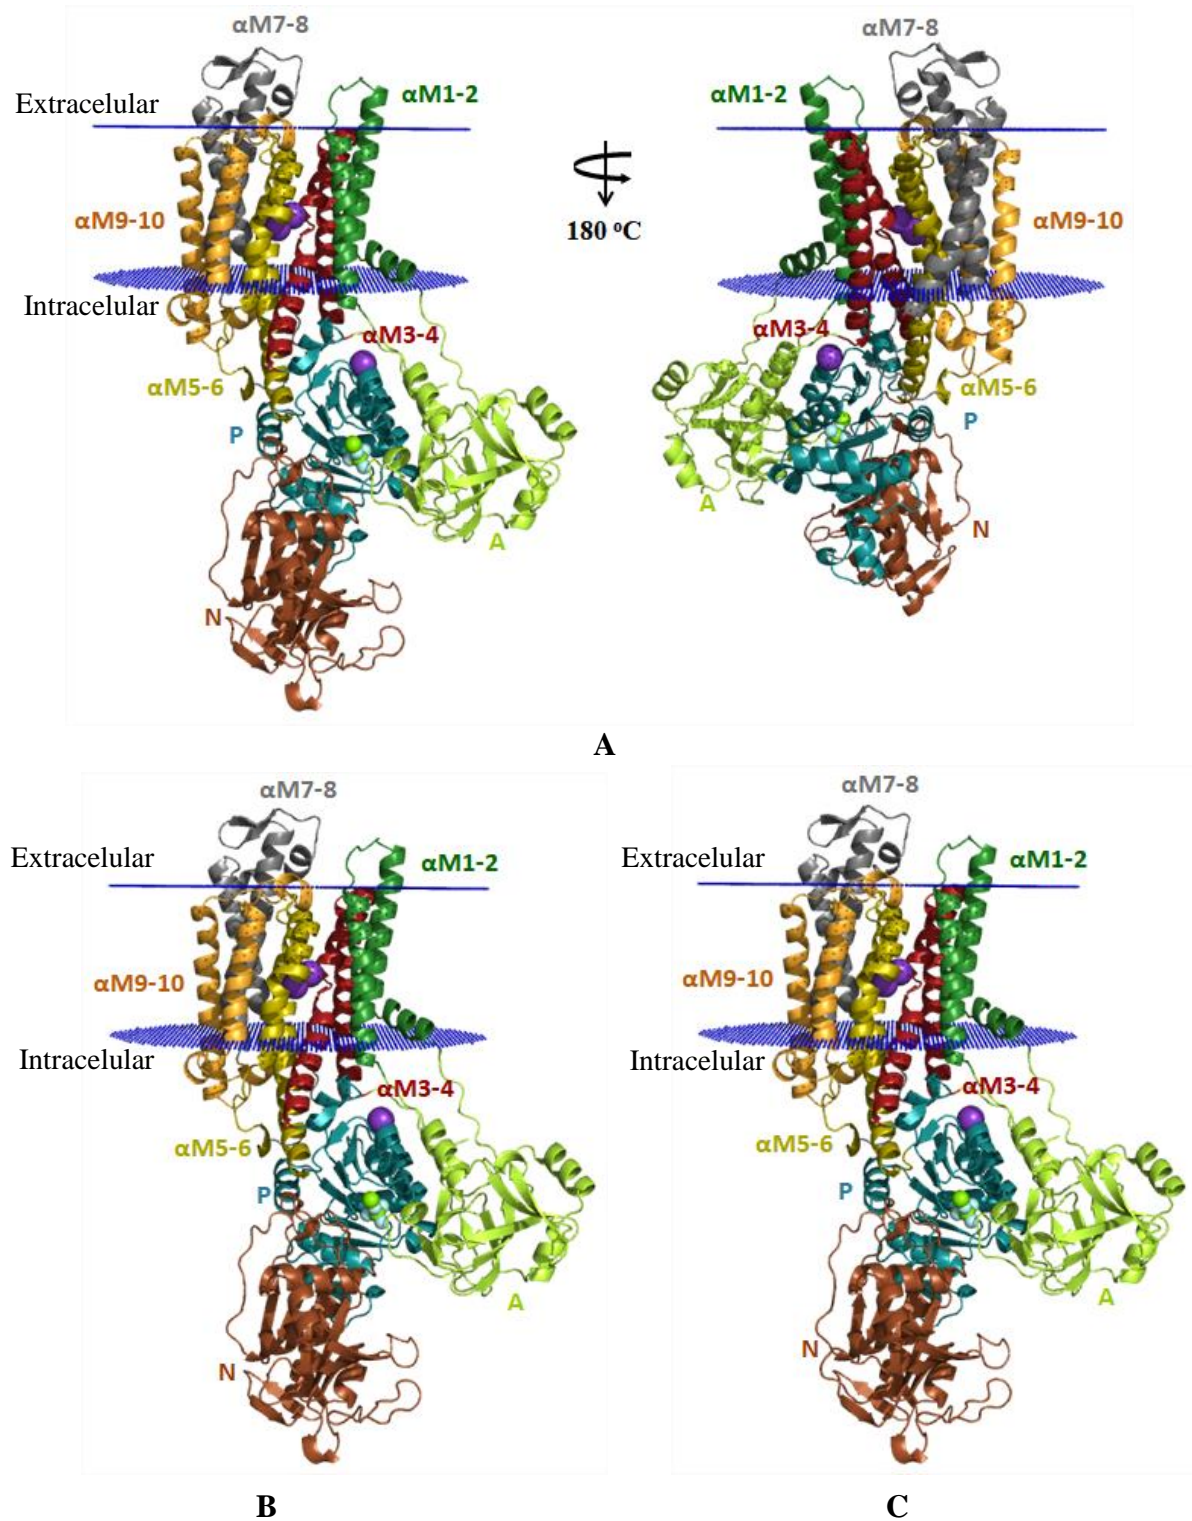 αM7-8
αM7-8
Extracelular
αM1-2
αM1-2
180 ºC
αM9-10
αM9-10
Intracelular
αM3-4
αM3-4
αM5-6
αM5-6
P
P
A
A
N
N
A
αM7-8
αM7-8
Extracelular
αM1-2
Extracelular
αM1-2
αM9-10
αM9-10
Intracelular
Intracelular
αM3-4
αM3-4
αM5-6
αM5-6
P
P
A
A
N
N
B
C